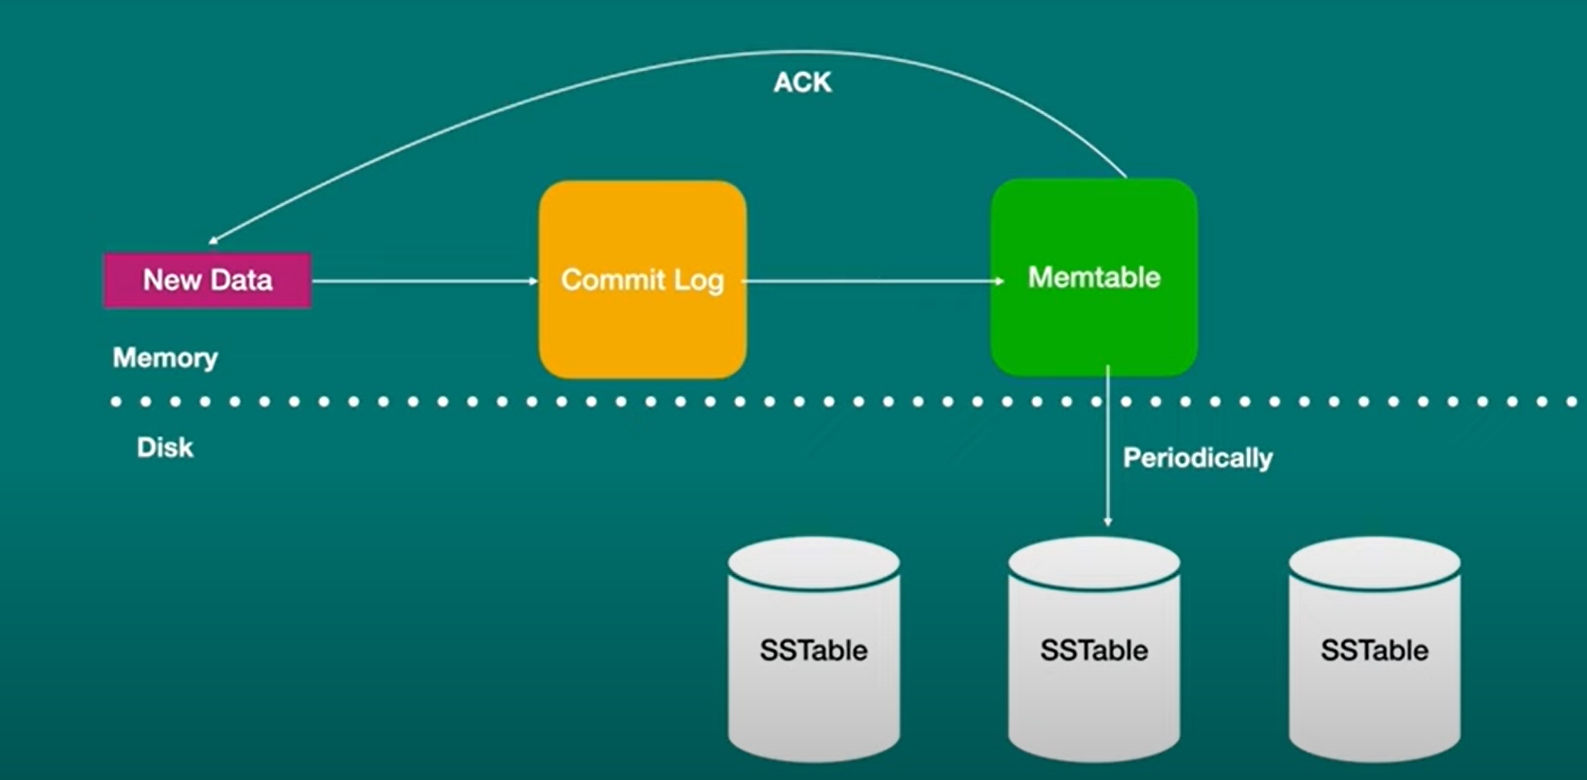 ACK
New Data
Commit Log
Memtable
Memory
Disk
Periodically
SSTable
SSTable
SSTable